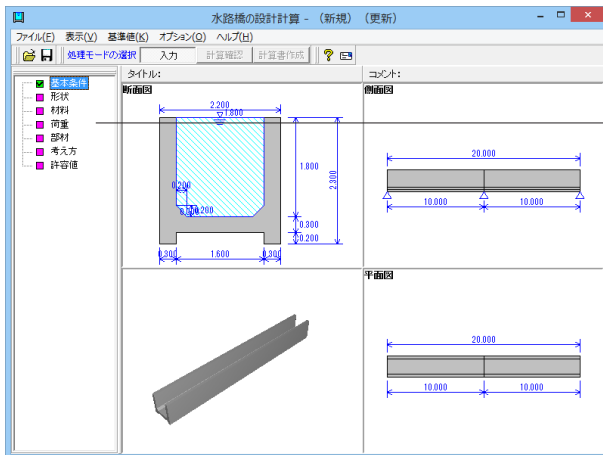 水路橋の設計計算 - （新規）（更新）
ファイル(F) 表示(V) 基準値(K) オプション(O) ヘルプ(H)
処理モードの選択 入力 計算確認 計算書作成
タイトル:
コメント:
基本条件
形状
材料
荷重
部材
考え方
許容値
断面図
2.200
1.800
1.800
2.300
0.200
0.200
0.300
0.200
0.300
1.600
0.300
側面図
20.000
10.000
10.000
平面図
20.000
10.000
10.000